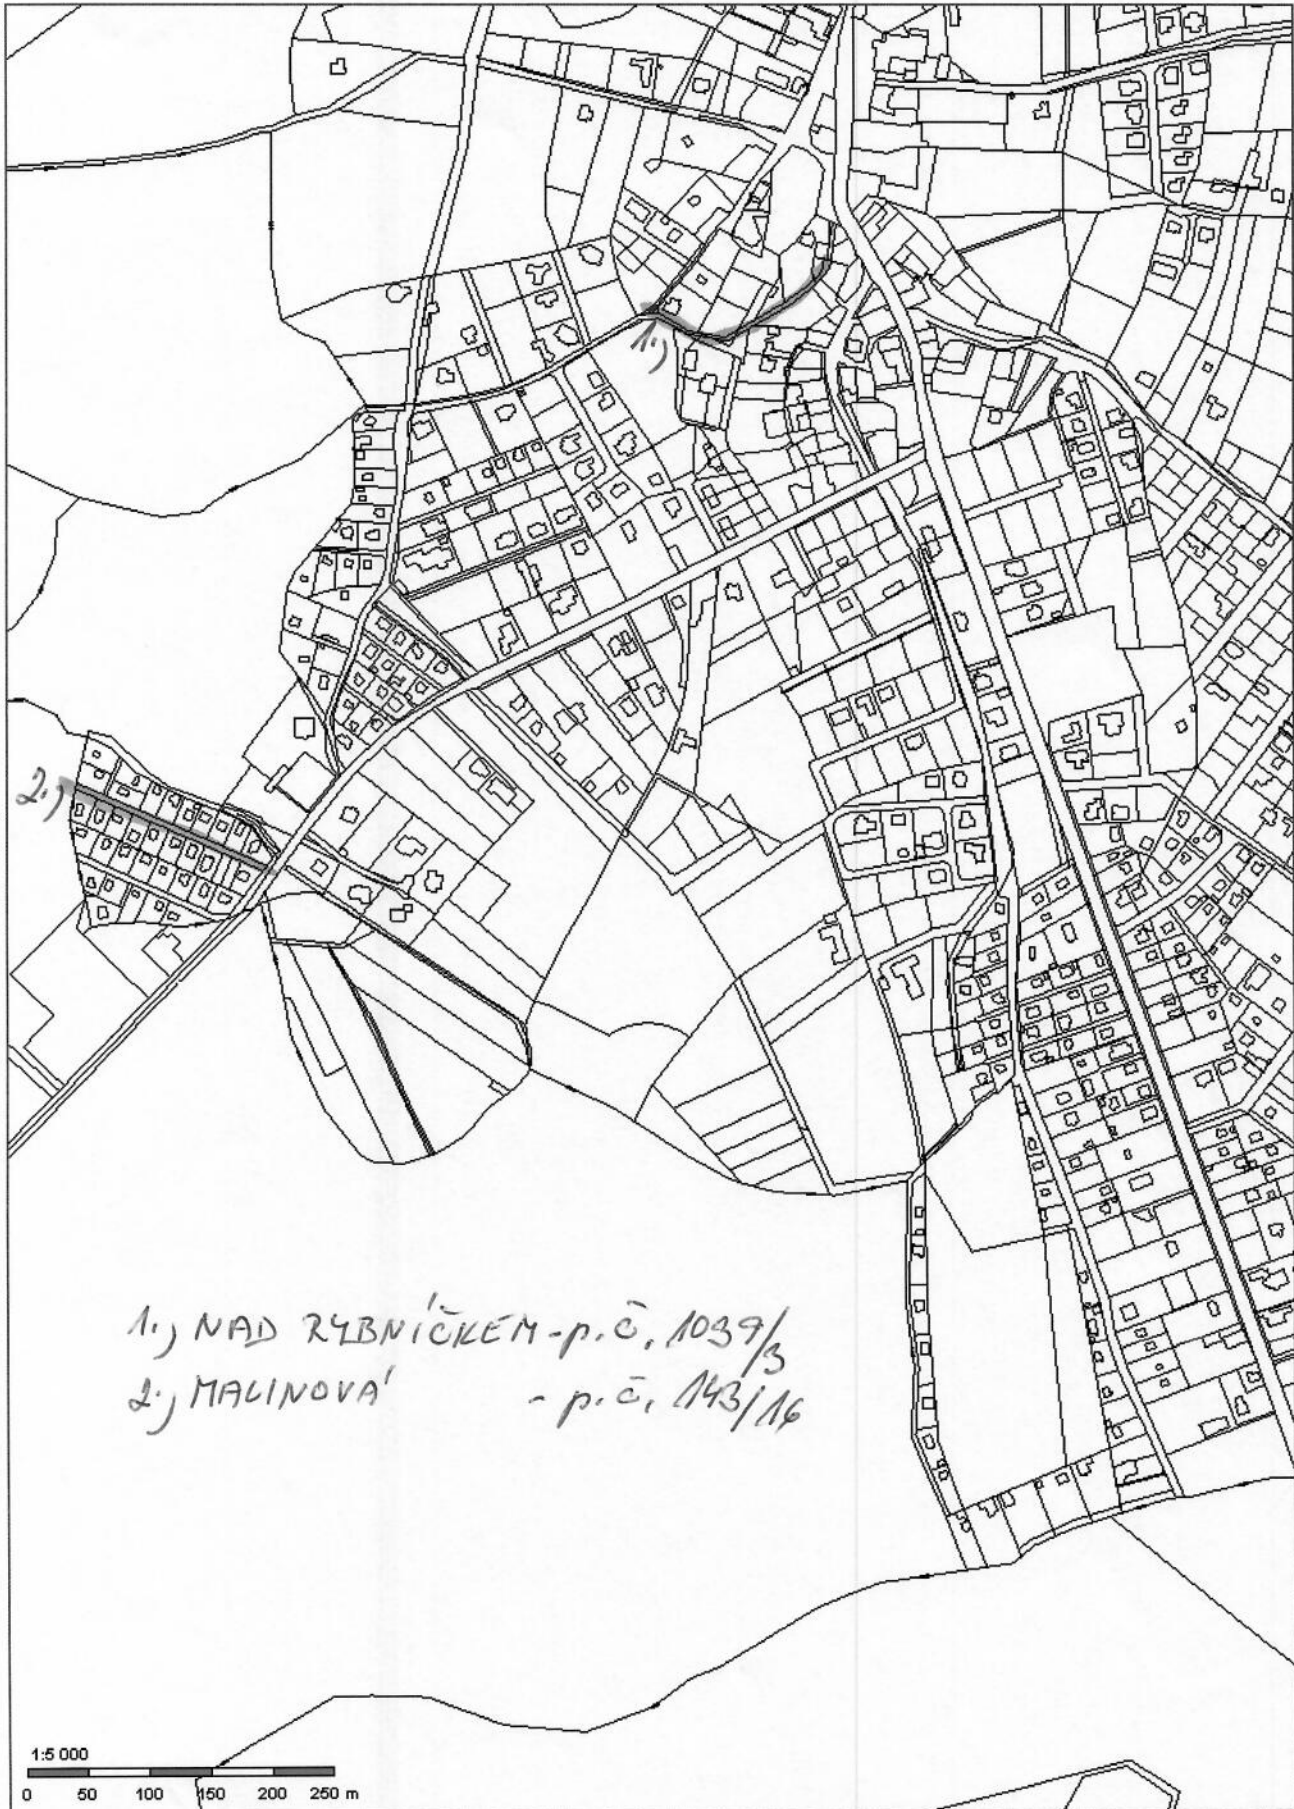 1.)
2.)
1.) NAD RYBNÍČKEM - p.č. 1039/3
2.) MALINOVÁ - p.č. 143/16
1:5 000
0 50 100 150 200 250 m